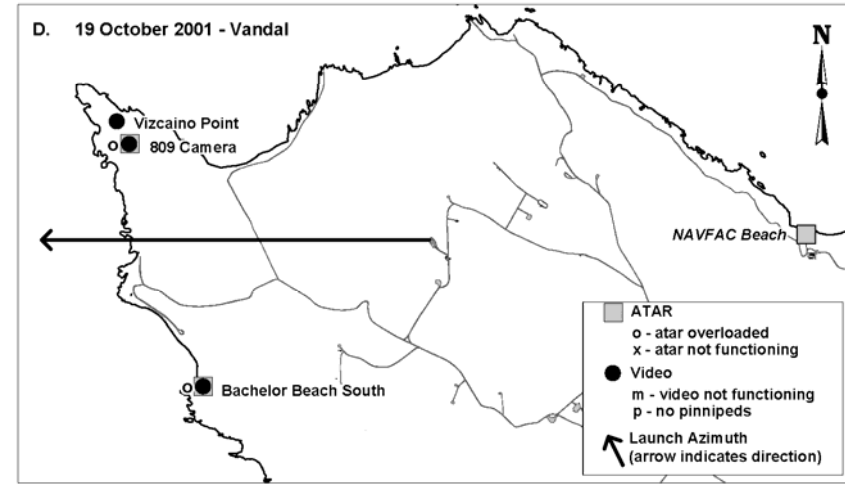 D. 19 October 2001 - Vandal
N
Vizcaino Point
o 809 Camera
NAVFAC Beach
o Bachelor Beach South
ATAR
o - atar overloaded
x - atar not functioning
Video
m - video not functioning
p - no pinnipeds
Launch Azimuth
(arrow indicates direction)